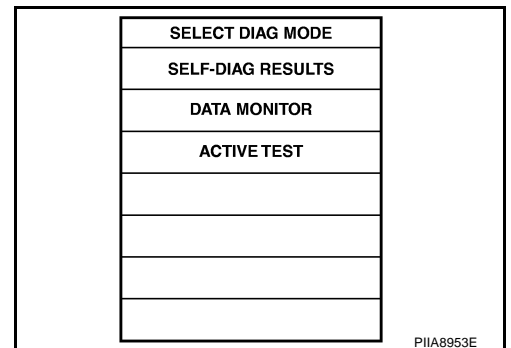 SELECT DIAG MODE
SELF-DIAG RESULTS
DATA MONITOR
ACTIVE TEST
PIIA8953E